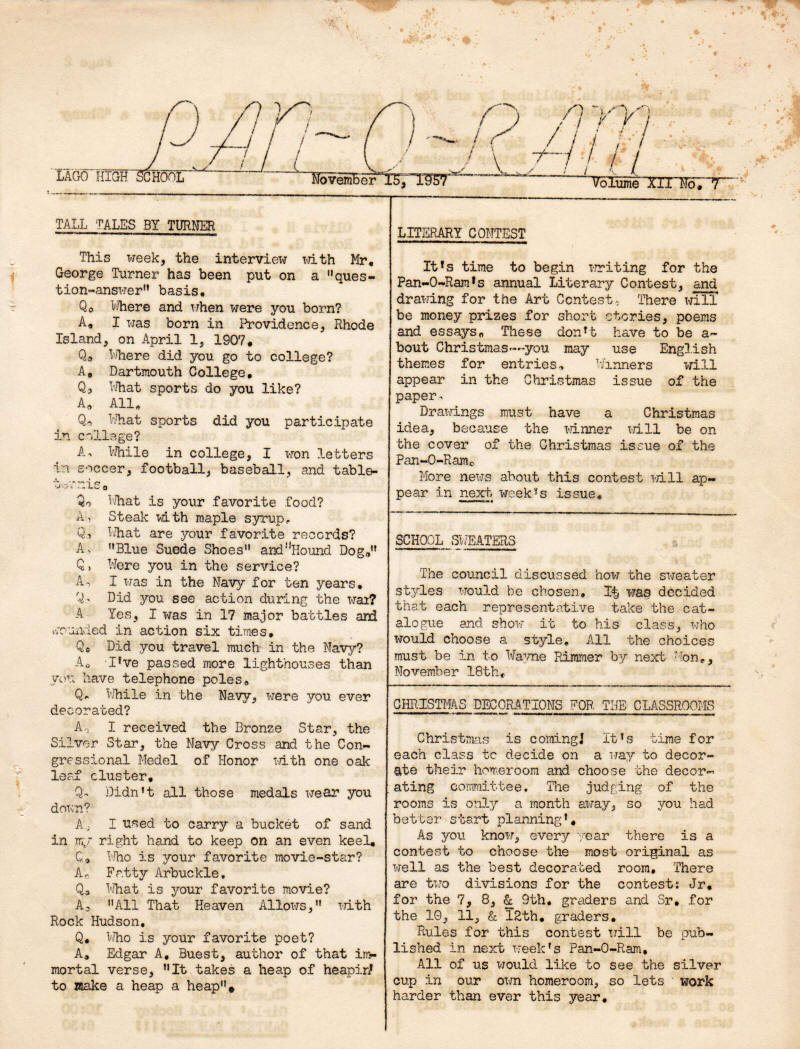 PAN-O-RAM
LAGO HIGH SCHOOL November 15, 1957 Volume XII No. 7
TALL TALES BY TURNER
This week, the interview with Mr.
George Turner has been put on a "ques-
tion-answer" basis.
Q. Where and when were you born?
A. I was born in Providence, Rhode
Island, on April 1, 1907.
Q. Where did you go to college?
A. Dartmouth College.
Q. What sports do you like?
A. All.
Q. What sports did you participate
in college?
A. While in college, I won letters
in soccer, football, baseball, and table-
tennis.
Q. What is your favorite food?
A. Steak with maple syrup.
Q. What are your favorite records?
A. "Blue Suede Shoes" and "Hound Dog."
Q. Were you in the service?
A. I was in the Navy for ten years.
Q. Did you see action during the war?
A Yes, I was in 17 major battles and
wounded in action six times.
Q. Did you travel much in the Navy?
A. I've passed more lighthouses than
you have telephone poles.
Q. While in the Navy, were you ever
decorated?
A. I received the Bronze Star, the
Silver Star, the Navy Cross and the Con-
gressional Medel of Honor with one oak
leaf cluster.
Q. Didn't all those medals wear you
down?
A. I used to carry a bucket of sand
in my right hand to keep on an even keel.
Q. Who is your favorite movie-star?
A. Fatty Arbuckle.
Q. What is your favorite movie?
A. "All That Heaven Allows," with
Rock Hudson.
Q. Who is your favorite poet?
A. Edgar A. Buest, author of that im-
mortal verse, "It takes a heap of heapin'
to make a heap a heap".
LITERARY CONTEST
It's time to begin writing for the
Pan-O-Ram's annual Literary Contest, and
drawing for the Art Contest. There will
be money prizes for short stories, poems
and essays. These don't have to be a-
bout Christmas---you may use English
themes for entries. Winners will
appear in the Christmas issue of the
paper.
Drawings must have a Christmas
idea, because the winner will be on
the cover of the Christmas issue of the
Pan-O-Ram.
More news about this contest will ap-
pear in next week's issue.
SCHOOL SWEATERS
The council discussed how the sweater
styles would be chosen. It was decided
that each representative take the cat-
alogue and show it to his class, who
would choose a style. All the choices
must be in to Wayne Rimmer by next Mon.,
November 18th.
CHRISTMAS DECORATIONS FOR THE CLASSROOMS
Christmas is coming! It's time for
each class to decide on a way to decor-
ate their homeroom and choose the decor-
ating committee. The judging of the
rooms is only a month away, so you had
better start planning'.
As you know, every year there is a
contest to choose the most original as
well as the best decorated room. There
are two divisions for the contest: Jr.
for the 7, 8, & 9th. graders and Sr. for
the 10, 11, & 12th. graders.
Rules for this contest will be pub-
lished in next week's Pan-O-Ram.
All of us would like to see the silver
cup in our own homeroom, so lets work
harder than ever this year.